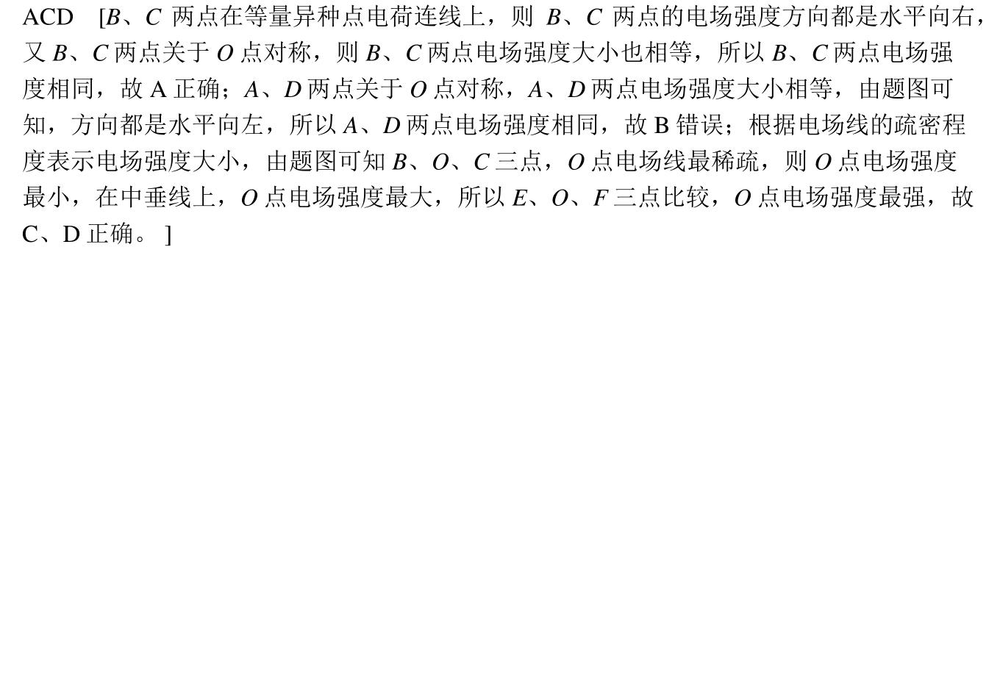 ACD [B、C 两点在等量异种点电荷连线上，则 B、C 两点的电场强度方向都是水平向右，
又 B、C 两点关于 O 点对称，则 B、C 两点电场强度大小也相等，所以 B、C 两点电场强
度相同，故 A 正确；A、D 两点关于 O 点对称，A、D 两点电场强度大小相等，由题图可
知，方向都是水平向左，所以 A、D 两点电场强度相同，故 B 错误；根据电场线的疏密程
度表示电场强度大小，由题图可知 B、O、C 三点，O 点电场线最稀疏，则 O 点电场强度
最小，在中垂线上，O 点电场强度最大，所以 E、O、F 三点比较，O 点电场强度最强，故
C、D 正确。 ]